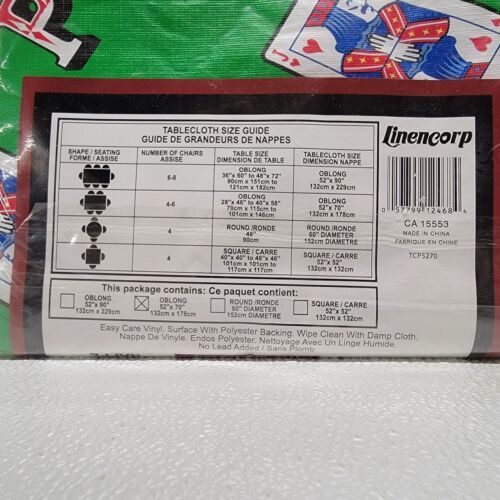 P
J
TABLECLOTH SIZE GUIDE
GUIDE DE GRANDEURS DE NAPPES
SHAPE / SEATING
FORME / ASSISE
NUMBER OF CHAIRS
ASSISE
TABLE SIZE
DIMENSION DE TABLE
TABLECLOTH SIZE
DIMENSION NAPPE
6-8
OBLONG
36"x 60" to 48"x 72"
90cm x 151cm to
121cm x 182cm
OBLONG
52"x 90"
132cm x 229cm
4-6
OBLONG
28"x 46" to 40"x 58"
70cm x 115cm to
101cm x 146cm
OBLONG
52"x 70"
132cm x 178cm
4
ROUND /RONDE
48"
90cm
ROUND /RONDE
60" DIAMETER
152cm DIAMETER
4
SQUARE / CARRE
40"x 40" to 46"x 46"
101cm x 101cm to
117cm x 117cm
SQUARE / CARRE
52"x 52"
132cm x 132cm
This package contains: Ce paquet contient:
OBLONG
52"x 90"
132cm x 229cm
OBLONG
52"x 70"
132cm x 178cm
ROUND /RONDE
60" DIAMETER
152cm DIAMETER
SQUARE / CARRE
52"x 52"
132cm x 132cm
Easy Care Vinyl. Surface With Polyester Backing. Wipe Clean With Damp Cloth.
Nappe De Vinyle. Endos Polyester. Nettoyage Avec Un Linge Humide.
No Lead Added / Sans Plomb
Linencorp
0 57799 12468 4
CA 15553
MADE IN CHINA
FABRIQUE EN CHINE
TCP5270